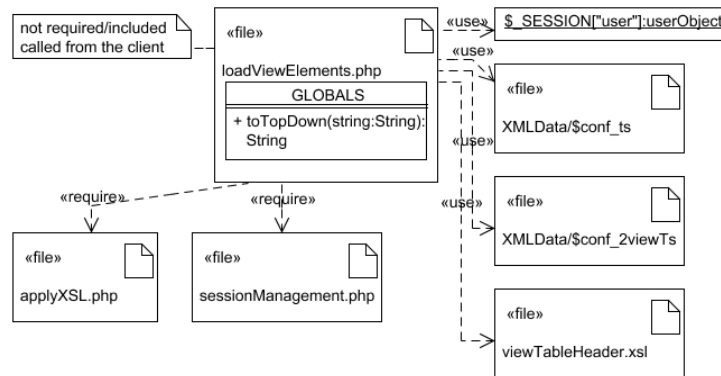 not required/included
called from the client
«file»
loadViewElements.php
GLOBALS
+ toTopDown(string:String):
String
«use»
$_SESSION["user"]:userObject
«use»
«file»
XMLData/$conf_ts
«use»
«file»
XMLData/$conf_2viewTs
«use»
«file»
viewTableHeader.xsl
«require»
«require»
«file»
applyXSL.php
«file»
sessionManagement.php